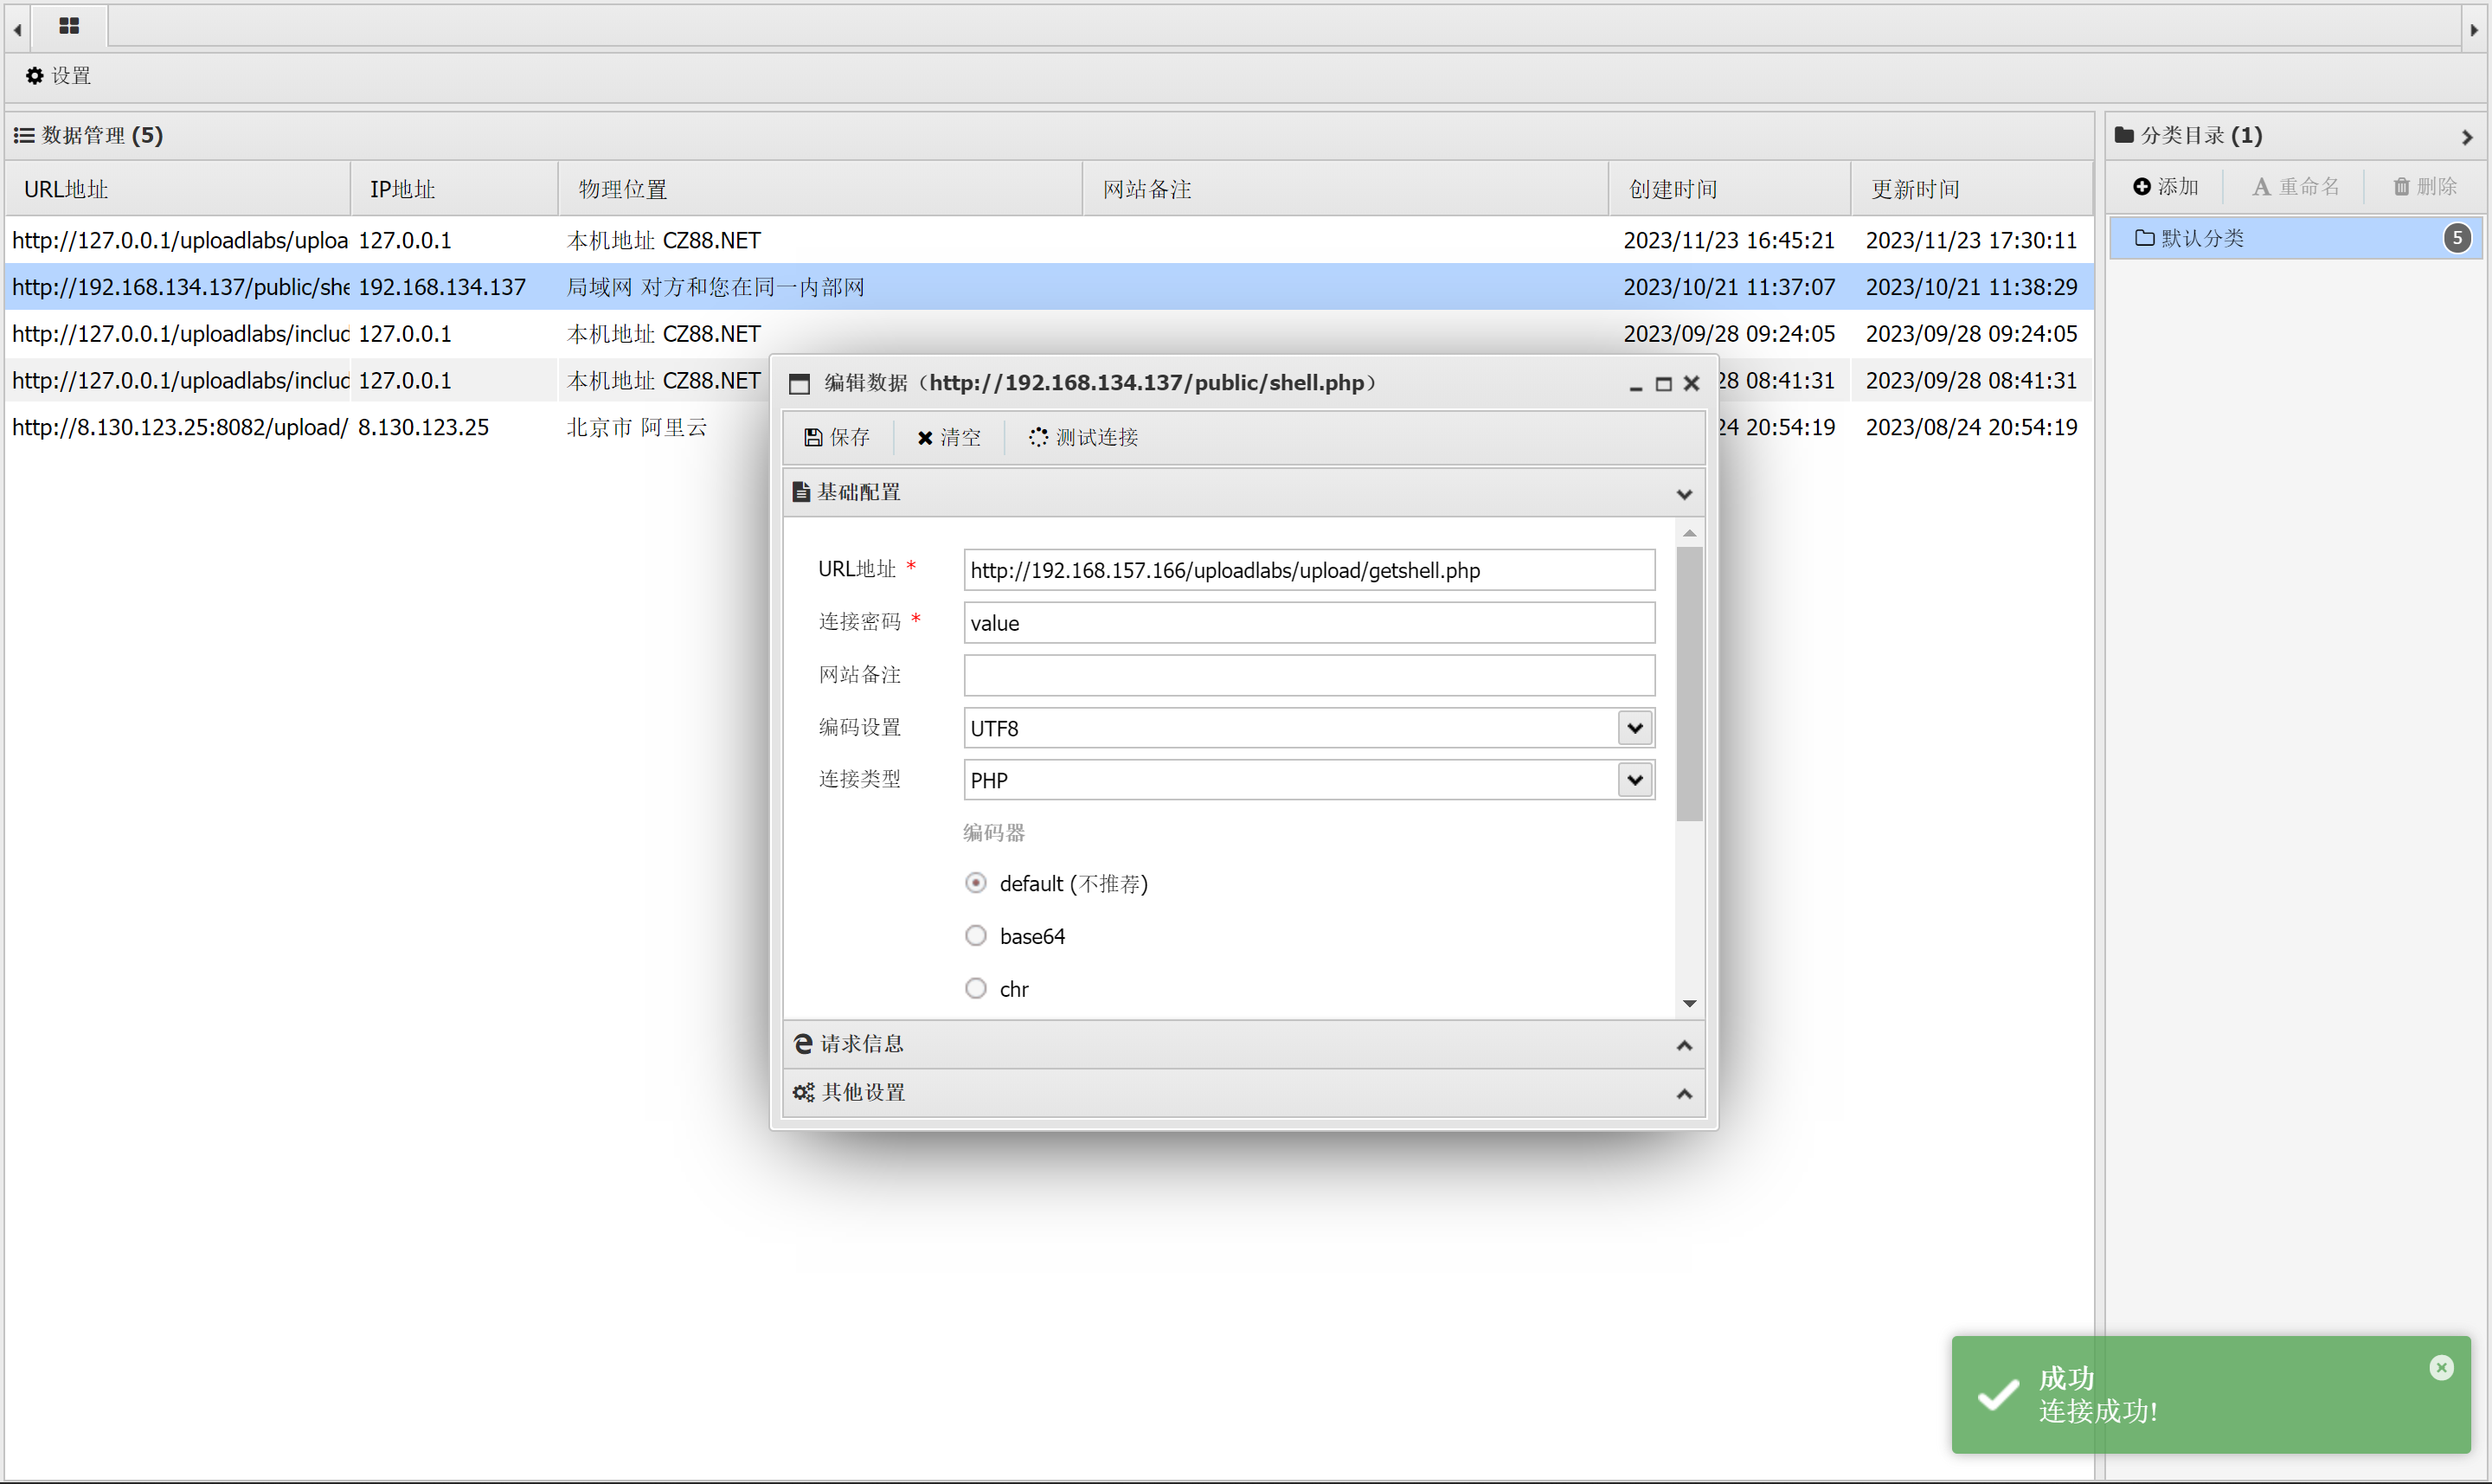 设置
数据管理 (5)
URL地址 IP地址 物理位置 网站备注 创建时间 更新时间
http://127.0.0.1/uploadlabs/uploa 127.0.0.1 本机地址 CZ88.NET 2023/11/23 16:45:21 2023/11/23 17:30:11
http://192.168.134.137/public/she 192.168.134.137 局域网 对方和您在同一内部网 2023/10/21 11:37:07 2023/10/21 11:38:29
http://127.0.0.1/uploadlabs/includ 127.0.0.1 本机地址 CZ88.NET 2023/09/28 09:24:05 2023/09/28 09:24:05
http://127.0.0.1/uploadlabs/includ 127.0.0.1 本机地址 CZ88.NET 28 08:41:31 2023/09/28 08:41:31
http://8.130.123.25:8082/upload/ 8.130.123.25 北京市 阿里云 24 20:54:19 2023/08/24 20:54:19
分类目录 (1)
添加 重命名 删除
默认分类 5
编辑数据（http://192.168.134.137/public/shell.php）
保存 清空 测试连接
基础配置
URL地址 * http://192.168.157.166/uploadlabs/upload/getshell.php
连接密码 * value
网站备注
编码设置 UTF8
连接类型 PHP
编码器
default (不推荐)
base64
chr
请求信息
其他设置
成功
连接成功!